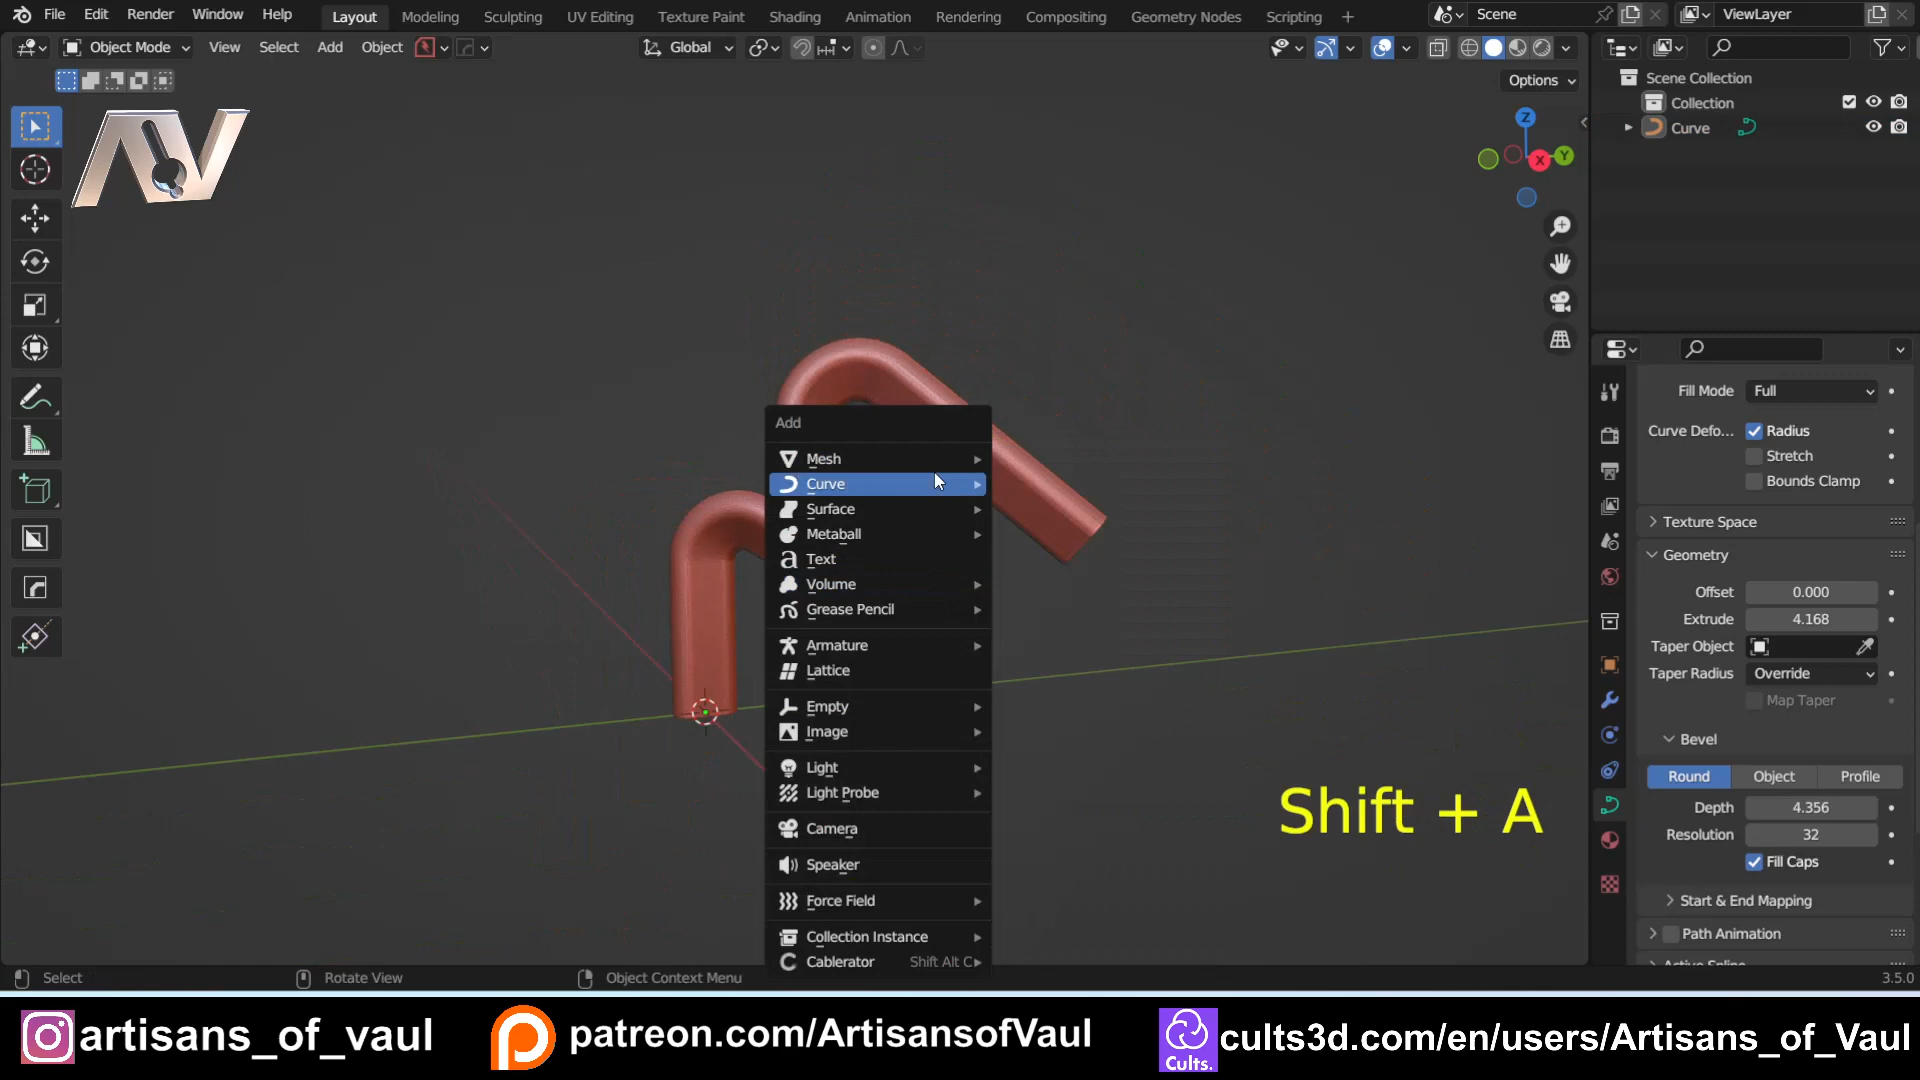 File Edit Render Window Help Layout Modeling Sculpting UV Editing Texture Paint Shading Animation Rendering Compositing Geometry Nodes Scripting + Scene ViewLayer
Object Mode View Select Add Object Global
Options
Scene Collection
Collection
Curve
Z
X
Y
AV
Add
Mesh
Curve
Surface
Metaball
Text
Volume
Grease Pencil
Armature
Lattice
Empty
Image
Light
Light Probe
Camera
Speaker
Force Field
Collection Instance
Cablerator Shift Alt C
Shift + A
Fill Mode Full
Curve Defo... Radius
Stretch
Bounds Clamp
Texture Space
Geometry
Offset 0.000
Extrude 4.168
Taper Object
Taper Radius Override
Map Taper
Bevel
Round Object Profile
Depth 4.356
Resolution 32
Fill Caps
Start & End Mapping
Path Animation
Active Spline
Select Rotate View Object Context Menu 3.5.0
artisans_of_vaul patreon.com/ArtisansofVaul Cults. cults3d.com/en/users/Artisans_of_Vaul